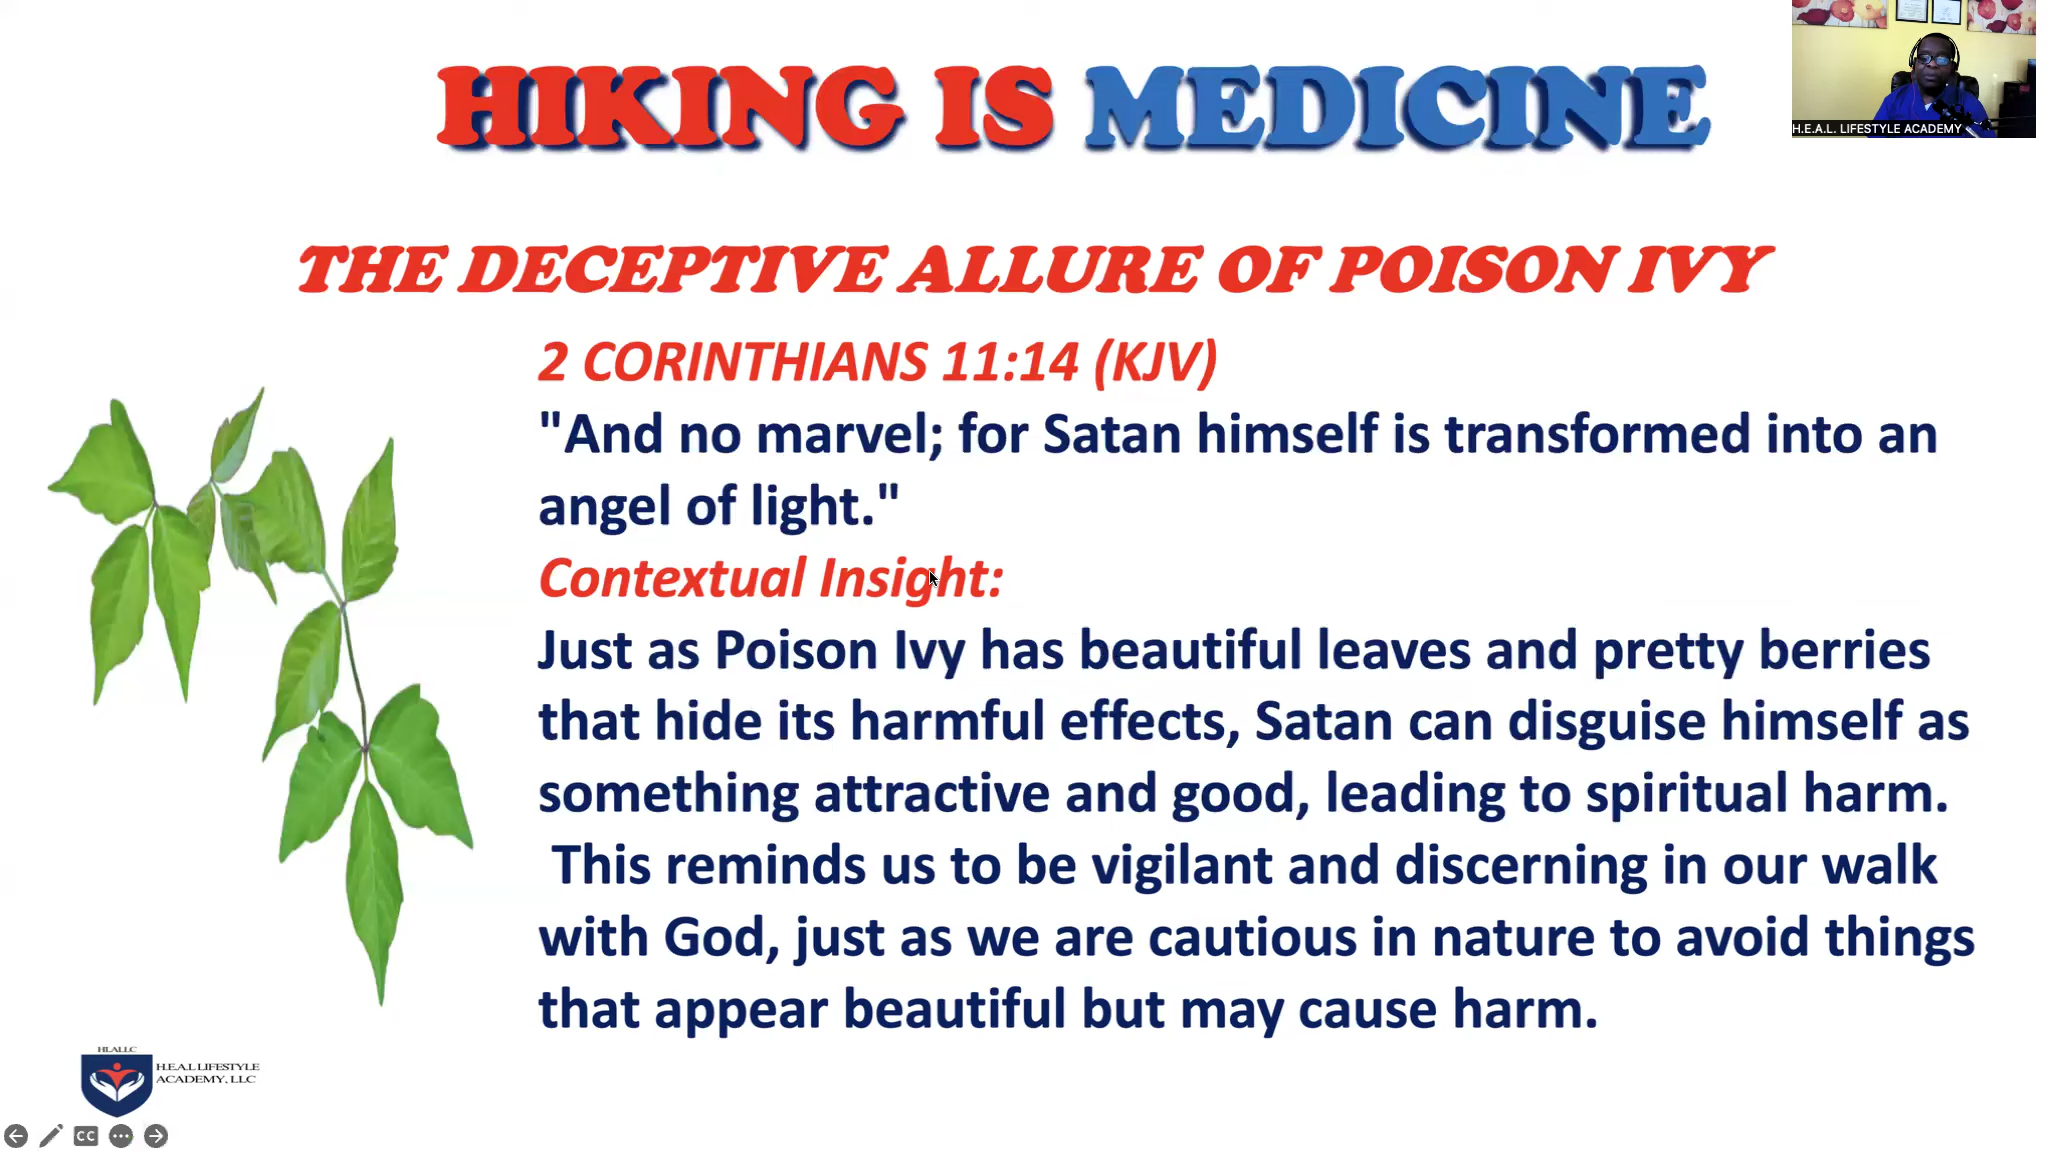 HIKING IS MEDICINE
H.E.A.L. LIFESTYLE ACADEMY
THE DECEPTIVE ALLURE OF POISON IVY
2 CORINTHIANS 11:14 (KJV)
"And no marvel; for Satan himself is transformed into an
angel of light."
Contextual Insight:
Just as Poison Ivy has beautiful leaves and pretty berries
that hide its harmful effects, Satan can disguise himself as
something attractive and good, leading to spiritual harm.
This reminds us to be vigilant and discerning in our walk
with God, just as we are cautious in nature to avoid things
that appear beautiful but may cause harm.
HLALLC
H.E.A.L LIFESTYLE
ACADEMY, LLC
CC